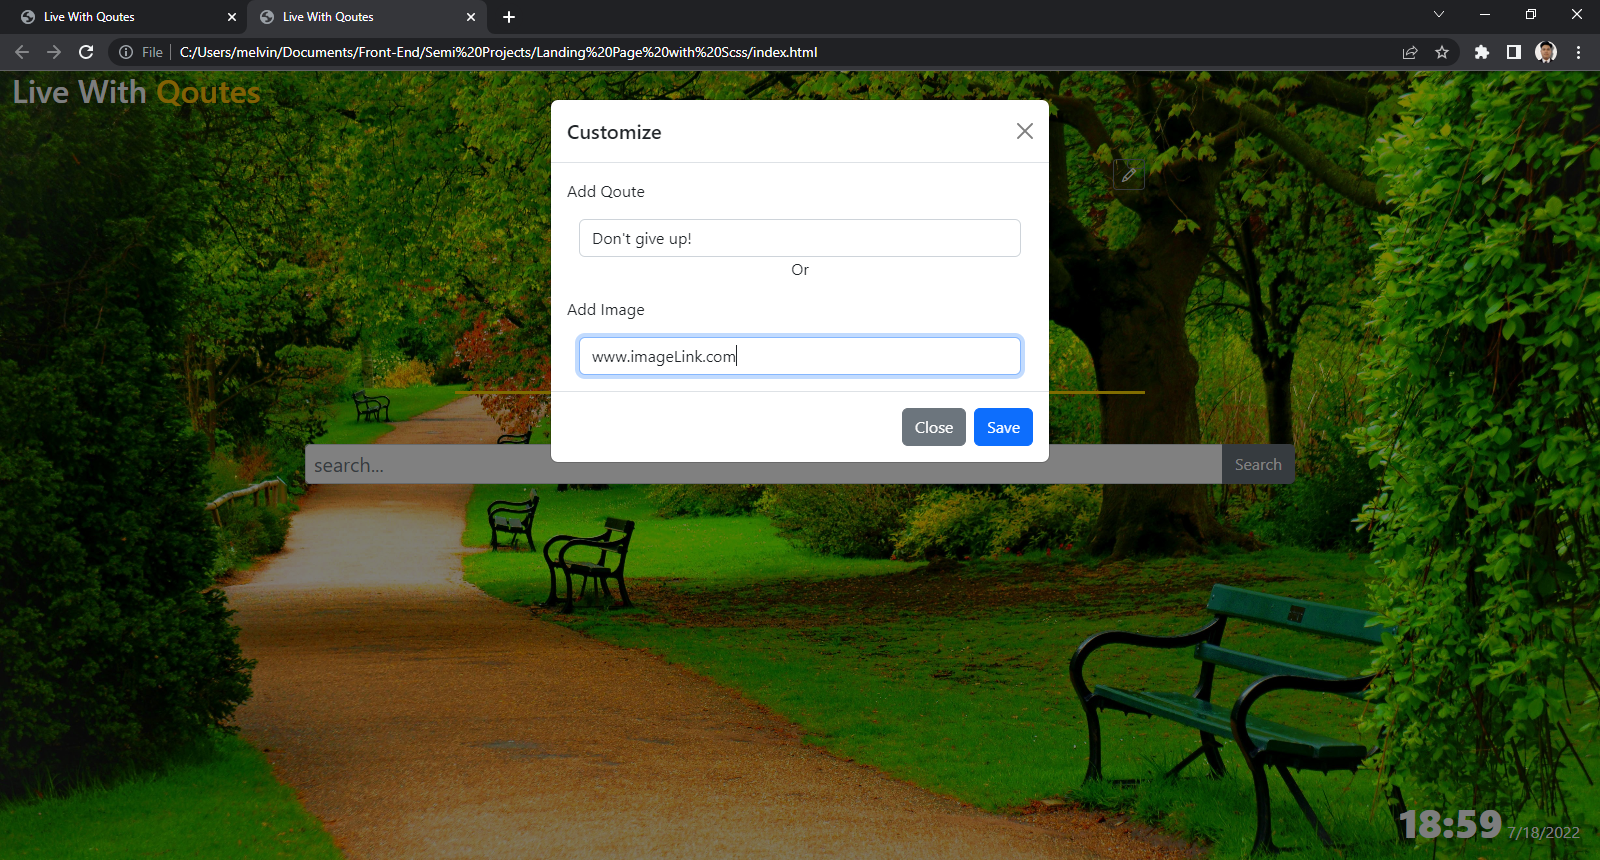 Live With Qoutes
Live With Qoutes
File
C:/Users/melvin/Documents/Front-End/Semi%20Projects/Landing%20Page%20with%20Scss/index.html
Live With Qoutes
Customize
Add Qoute
Don't give up!
Or
Add Image
www.imageLink.com
Close Save
search... Search
18:59 7/18/2022